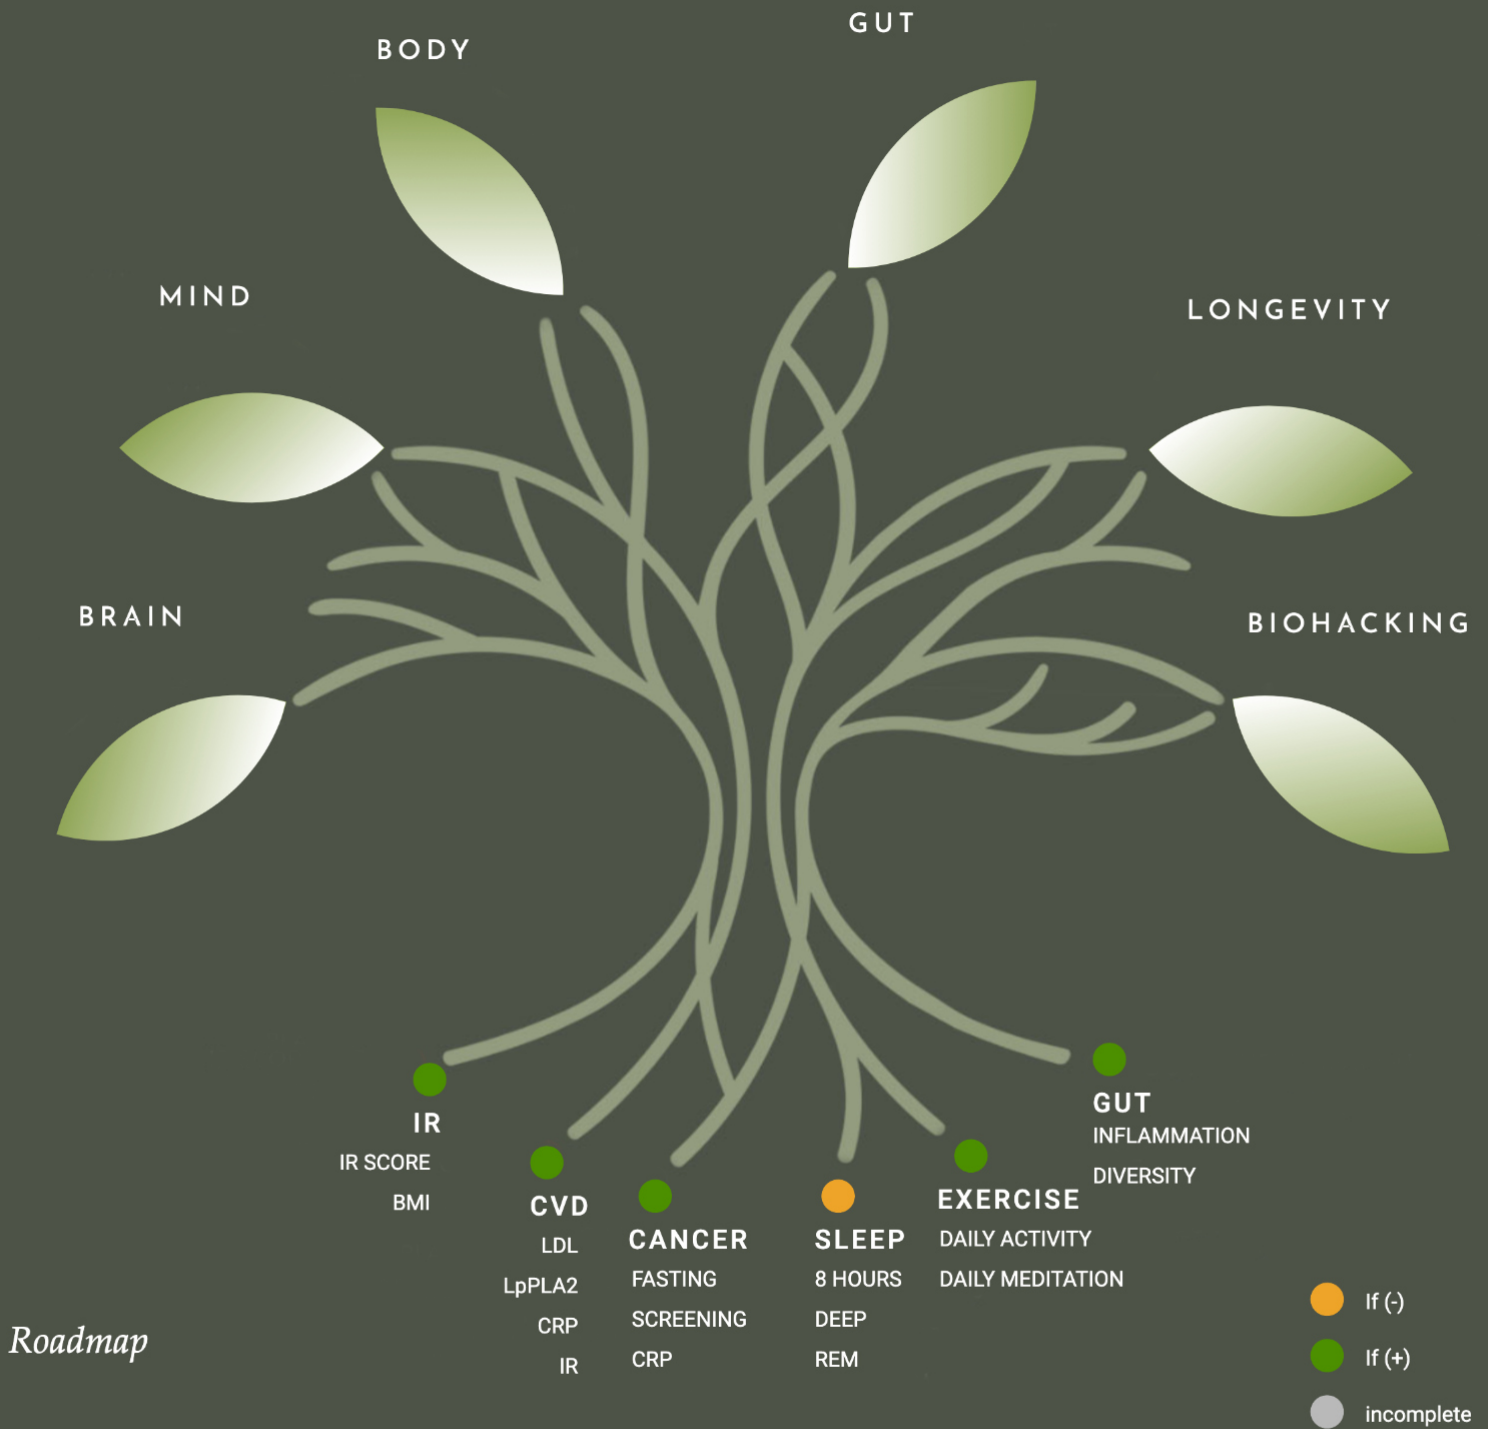 GUT
BODY
MIND
LONGEVITY
BRAIN
BIOHACKING
IR
IR SCORE
BMI
CVD
LDL
LpPLA2
CRP
IR
CANCER
FASTING
SCREENING
CRP
SLEEP
8 HOURS
DEEP
REM
EXERCISE
DAILY ACTIVITY
DAILY MEDITATION
GUT
INFLAMMATION
DIVERSITY
Roadmap
If (-)
If (+)
incomplete